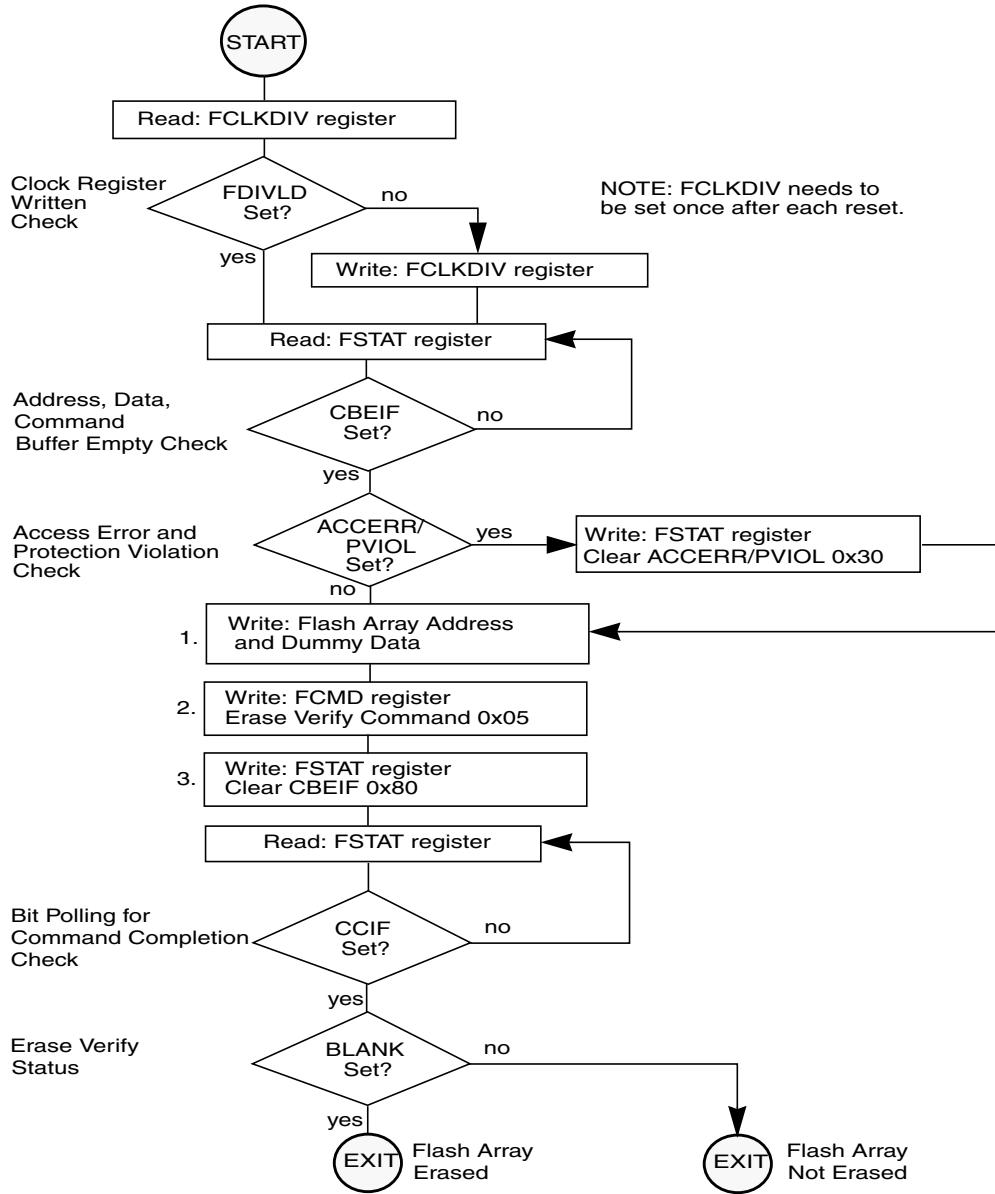 START
Read: FCLKDIV register
Clock Register
Written
Check
FDIVLD
Set?
no
yes
NOTE: FCLKDIV needs to
be set once after each reset.
Write: FCLKDIV register
Read: FSTAT register
Address, Data,
Command
Buffer Empty Check
CBEIF
Set?
no
yes
Access Error and
Protection Violation
Check
ACCERR/
PVIOL
Set?
yes
no
Write: FSTAT register
Clear ACCERR/PVIOL 0x30
1.
Write: Flash Array Address
and Dummy Data
2.
Write: FCMD register
Erase Verify Command 0x05
3.
Write: FSTAT register
Clear CBEIF 0x80
Read: FSTAT register
Bit Polling for
Command Completion
Check
CCIF
Set?
no
yes
Erase Verify
Status
BLANK
Set?
no
yes
EXIT
Flash Array
Erased
EXIT
Flash Array
Not Erased